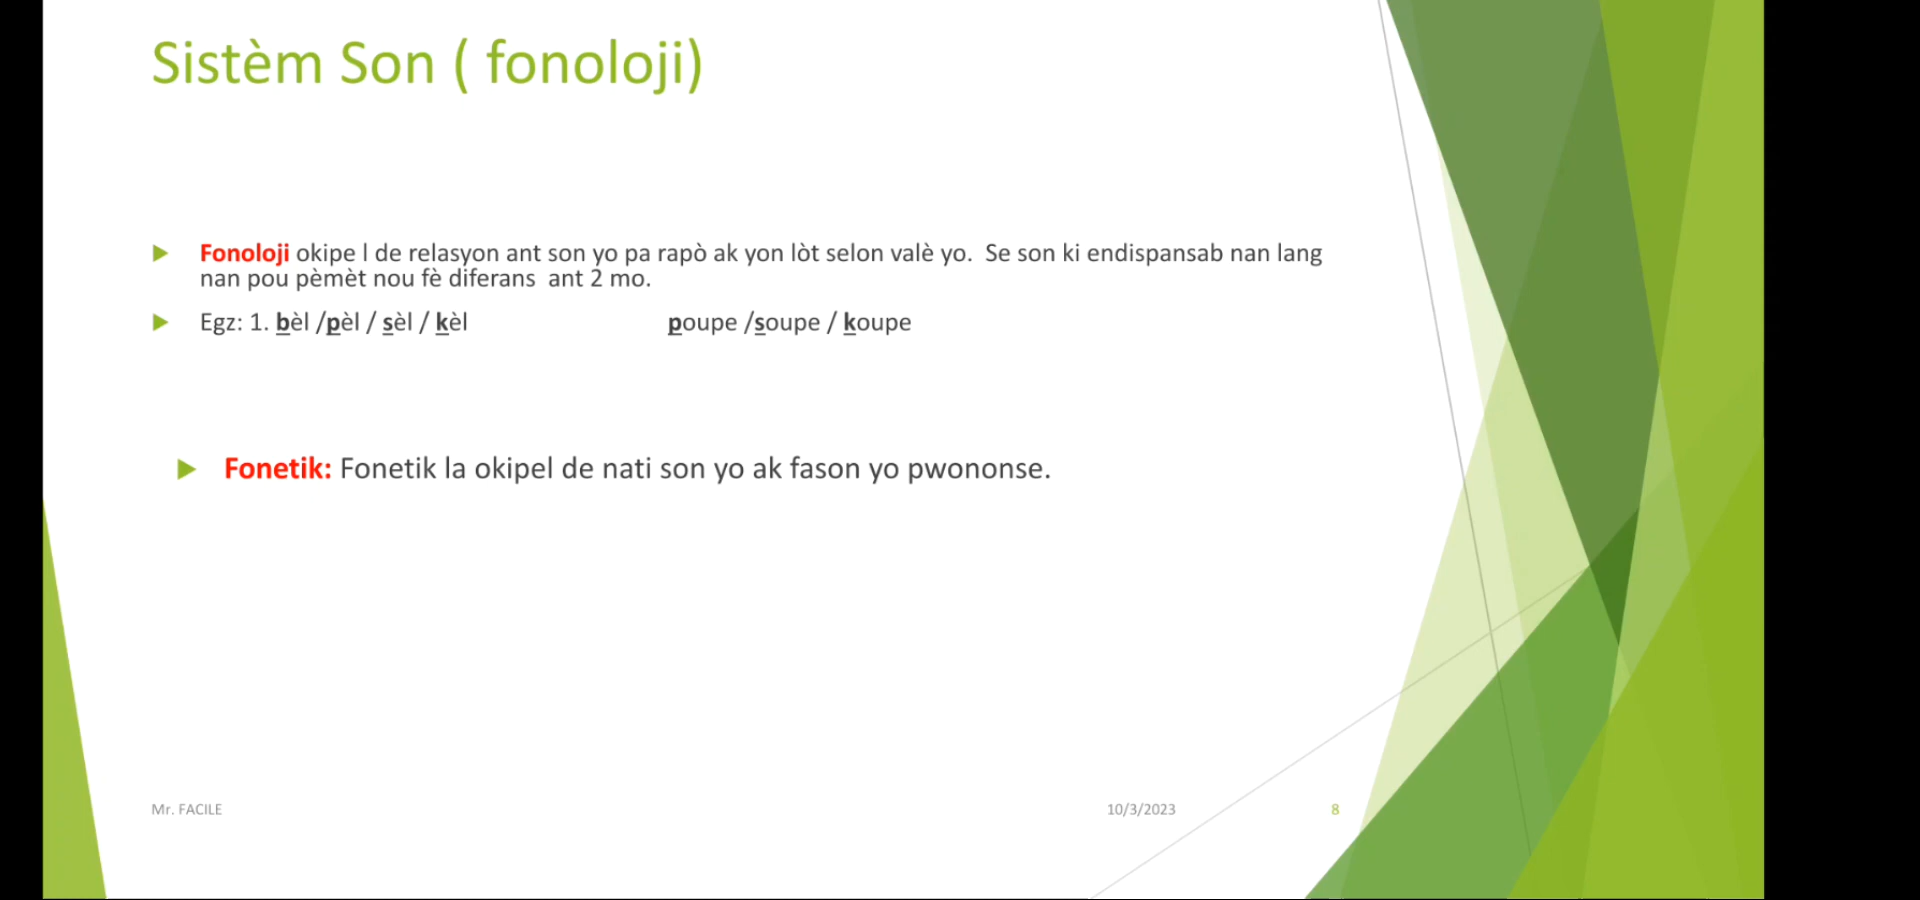 Sistèm Son ( fonoloji)
Fonoloji okipe l de relasyon ant son yo pa rapò ak yon lòt selon valè yo.  Se son ki endispansab nan lang
nan pou pèmèt nou fè diferans  ant 2 mo.
Egz: 1. bèl /pèl / sèl / kèl poupe /soupe / koupe
Fonetik: Fonetik la okipel de nati son yo ak fason yo pwononse.
Mr. FACILE 10/3/2023 8